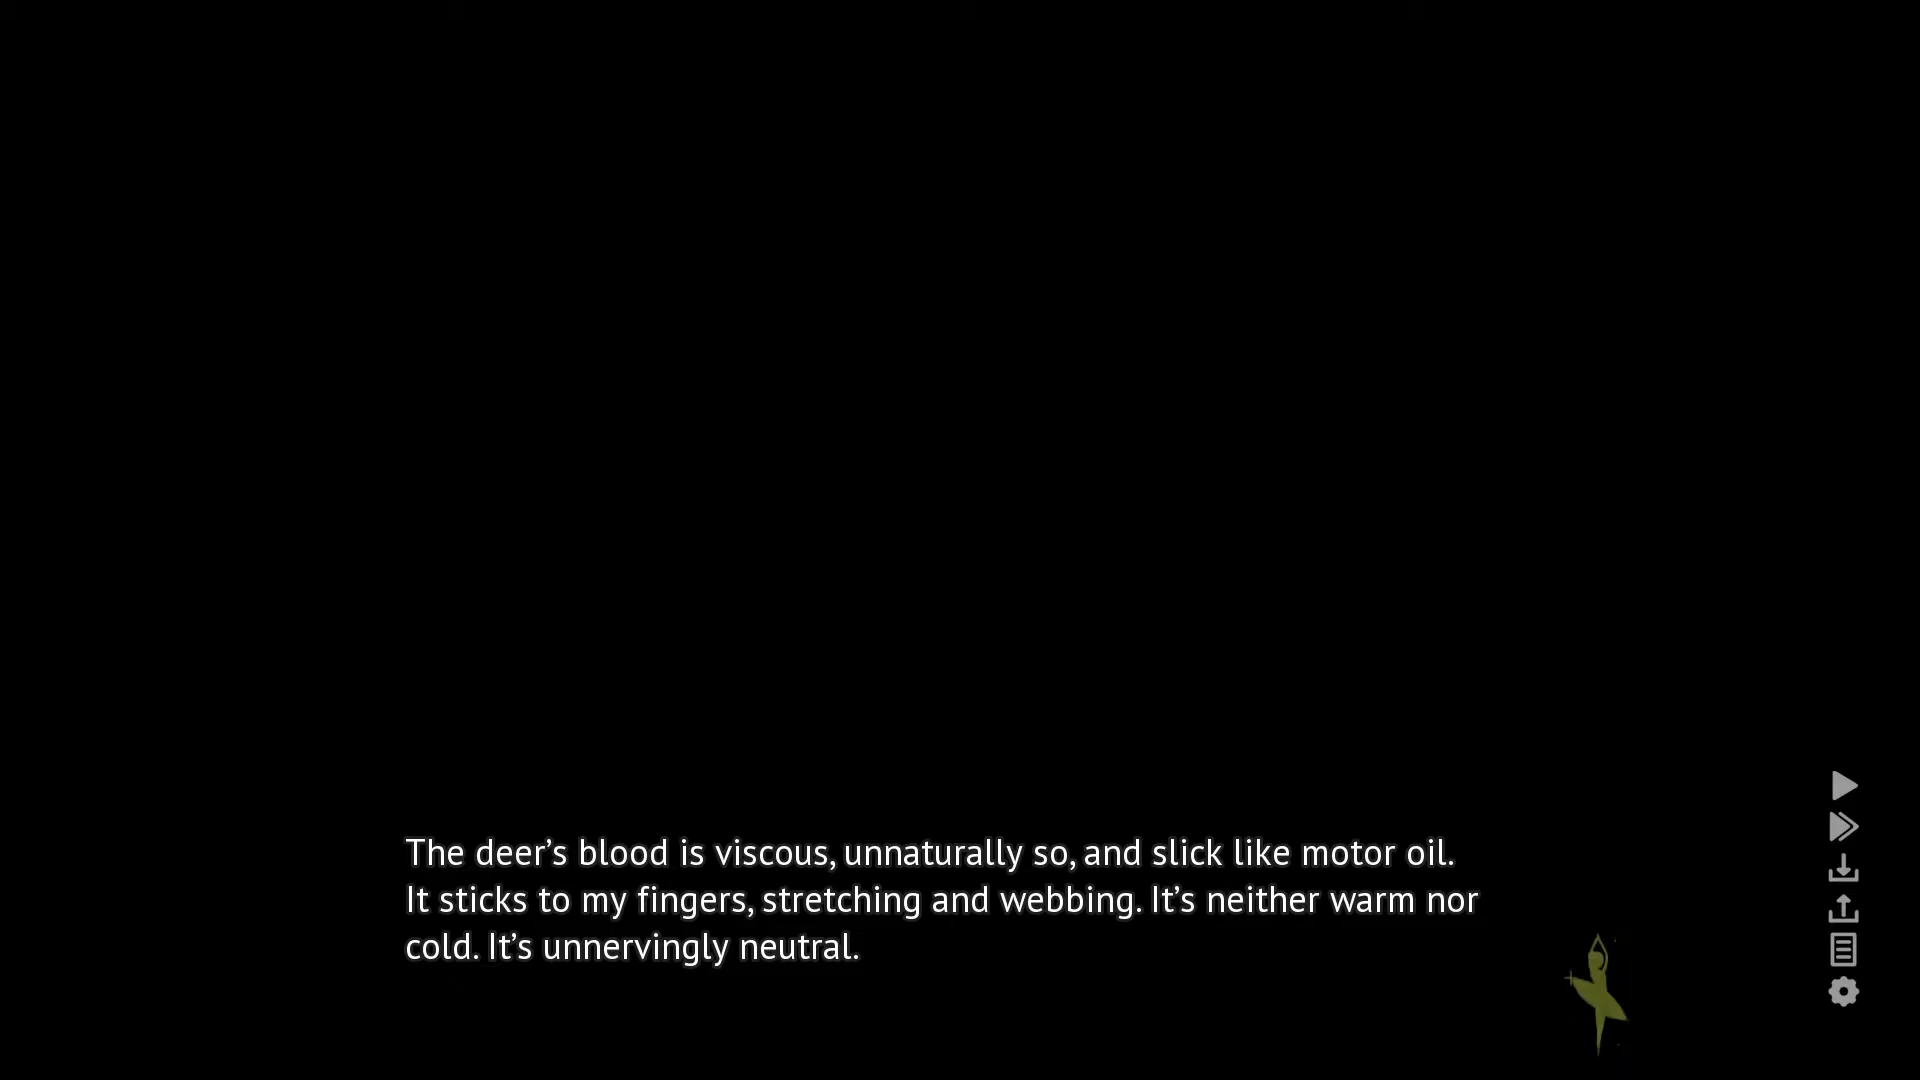 The deer’s blood is viscous, unnaturally so, and slick like motor oil.
It sticks to my fingers, stretching and webbing. It’s neither warm nor
cold. It’s unnervingly neutral.